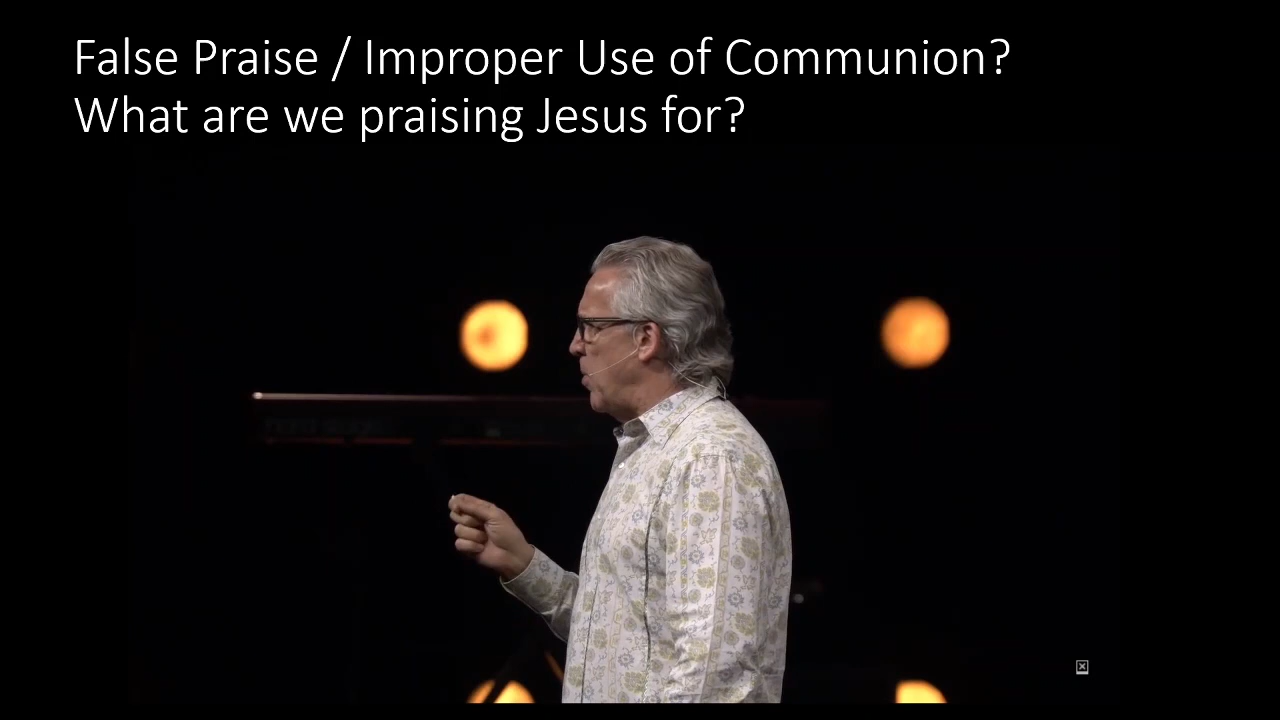 False Praise / Improper Use of Communion?
What are we praising Jesus for?